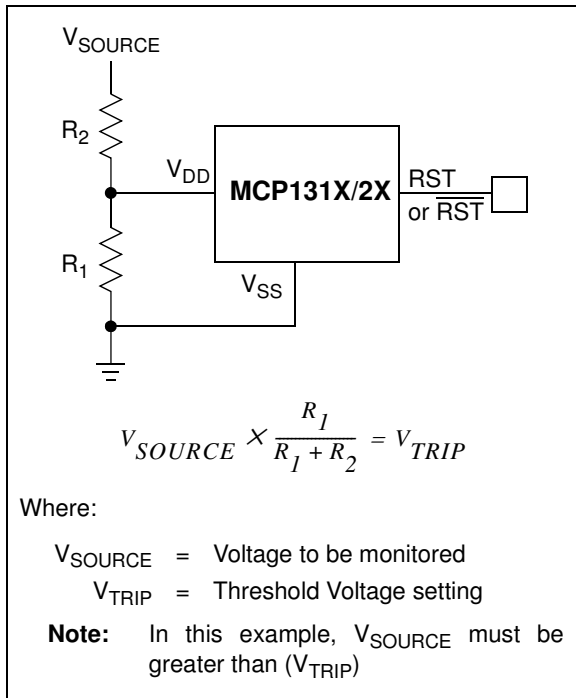 V_SOURCE
R_2
V_DD
MCP131X/2X
RST
or R̅S̅T̅
R_1
V_SS
V_SOURCE × R_1 / (R_1 + R_2) = V_TRIP
Where:
V_SOURCE = Voltage to be monitored
V_TRIP = Threshold Voltage setting
Note: In this example, V_SOURCE must be
greater than (V_TRIP)